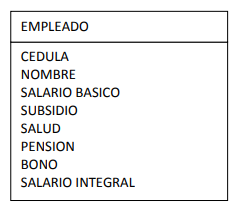 EMPLEADO
CEDULA
NOMBRE
SALARIO BASICO
SUBSIDIO
SALUD
PENSION
BONO
SALARIO INTEGRAL